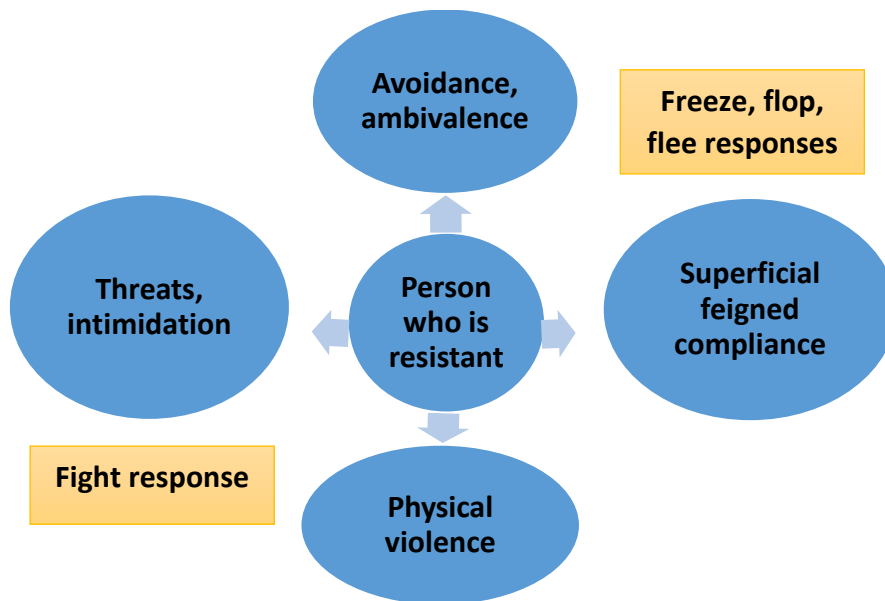 Avoidance,
ambivalence
Freeze, flop,
flee responses
Threats,
intimidation
Person
who is
resistant
Superficial
feigned
compliance
Fight response
Physical
violence